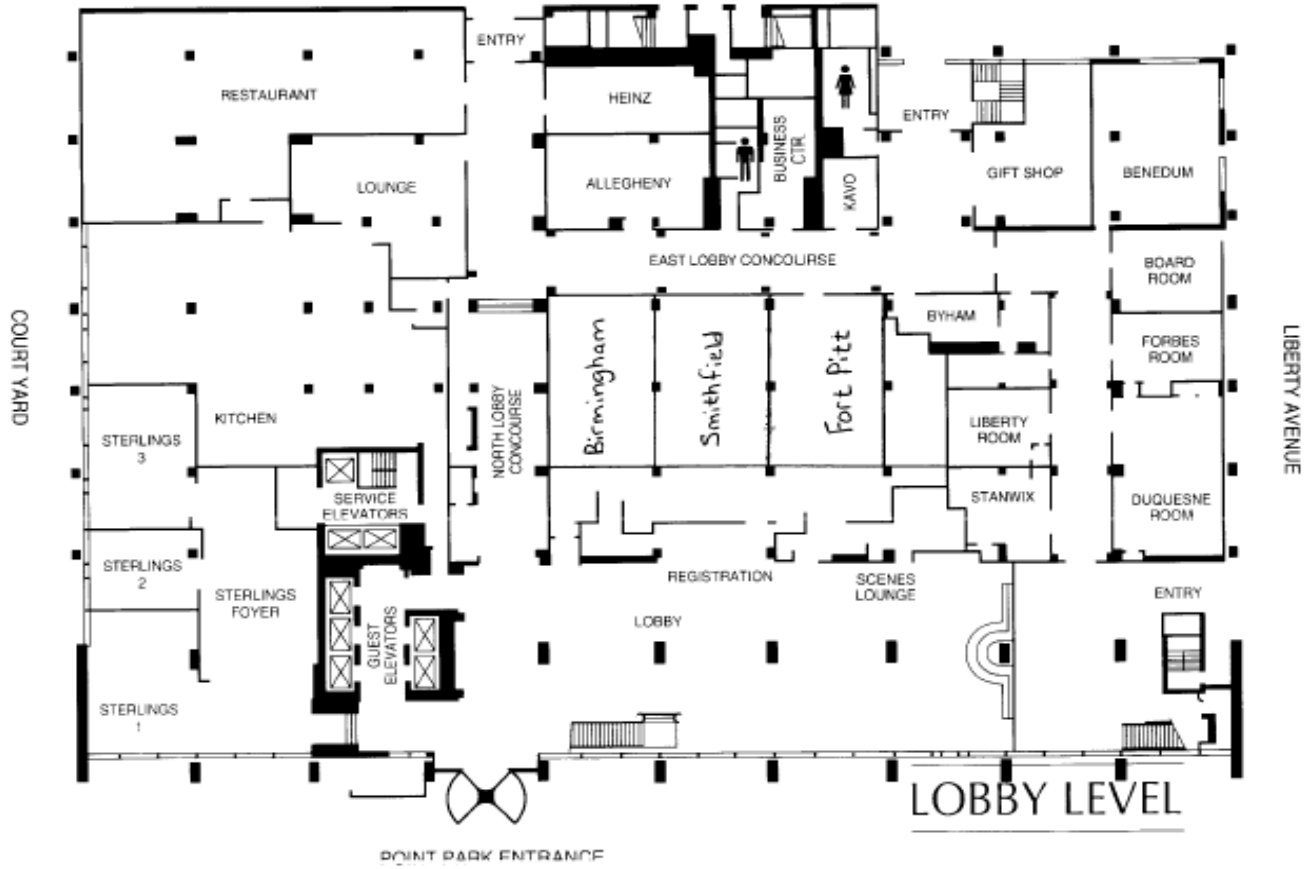 ENTRY
RESTAURANT
HEINZ
ENTRY
BUSINESS
CTR.
LOUNGE
ALLEGHENY
KAVO
GIFT SHOP
BENEDUM
EAST LOBBY CONCOURSE
BOARD
ROOM
BYHAM
FORBES
ROOM
COURT YARD
LIBERTY AVENUE
Birmingham
Smithfield
Fort Pitt
KITCHEN
NORTH LOBBY
CONCOURSE
STERLINGS
3
LIBERTY
ROOM
SERVICE
ELEVATORS
STANWIX
DUQUESNE
ROOM
STERLINGS
2
STERLINGS
FOYER
REGISTRATION
SCENES
LOUNGE
ENTRY
LOBBY
GUEST
ELEVATORS
STERLINGS
1
LOBBY LEVEL
POINT PARK ENTRANCE